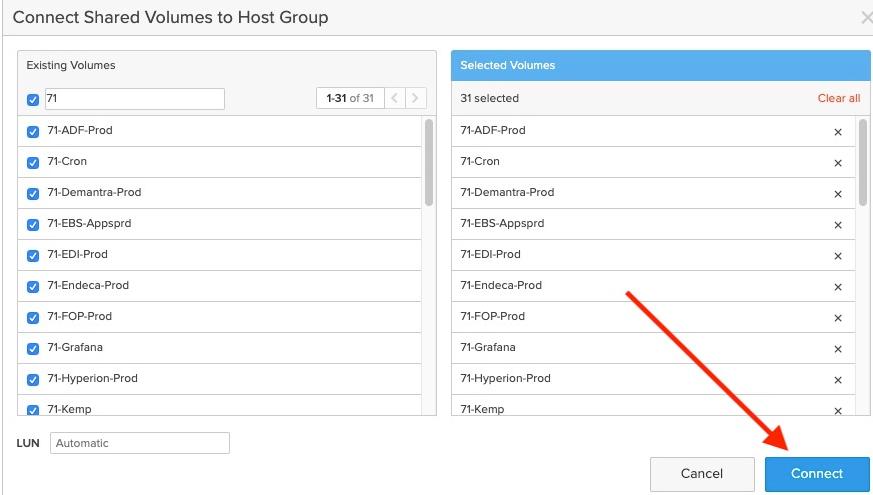 Connect Shared Volumes to Host Group
Existing Volumes
71
1-31 of 31
71-ADF-Prod
71-Cron
71-Demantra-Prod
71-EBS-Appsprd
71-EDI-Prod
71-Endeca-Prod
71-FOP-Prod
71-Grafana
71-Hyperion-Prod
71-Kemp
Selected Volumes
31 selected
Clear all
71-ADF-Prod
71-Cron
71-Demantra-Prod
71-EBS-Appsprd
71-EDI-Prod
71-Endeca-Prod
71-FOP-Prod
71-Grafana
71-Hyperion-Prod
71-Kemp
LUN Automatic
Cancel
Connect